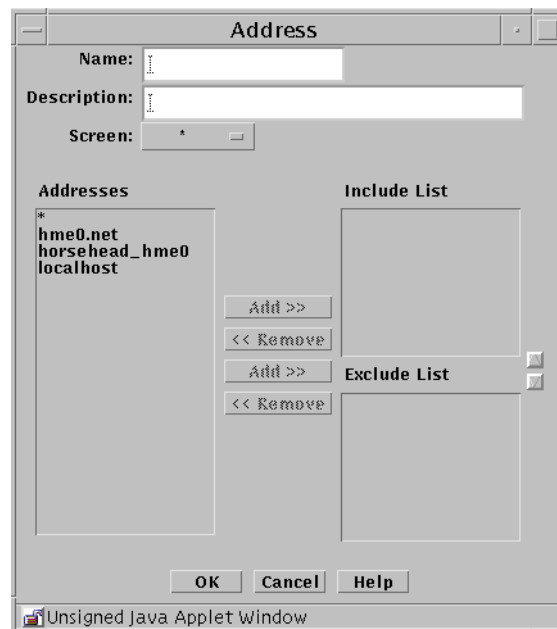 Address
Name:
Description:
Screen: *
Addresses
*
hme0.net
horsehead_hme0
localhost
Include List
Add >>
<< Remove
Add >>
<< Remove
Exclude List
OK Cancel Help
Unsigned Java Applet Window